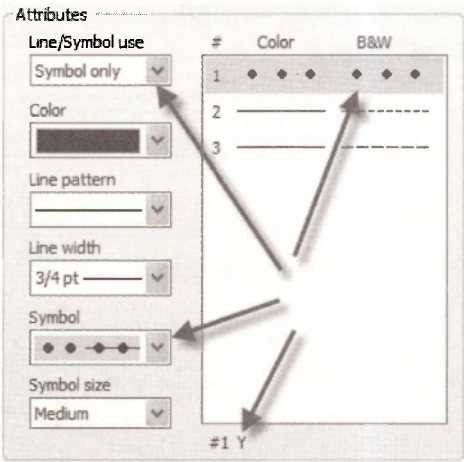 Attributes
Line/Symbol use
Symbol only
Color
Line pattern
Line width
3/4 pt
Symbol
Symbol size
Medium
# Color B&W
1
2
3
#1 Y